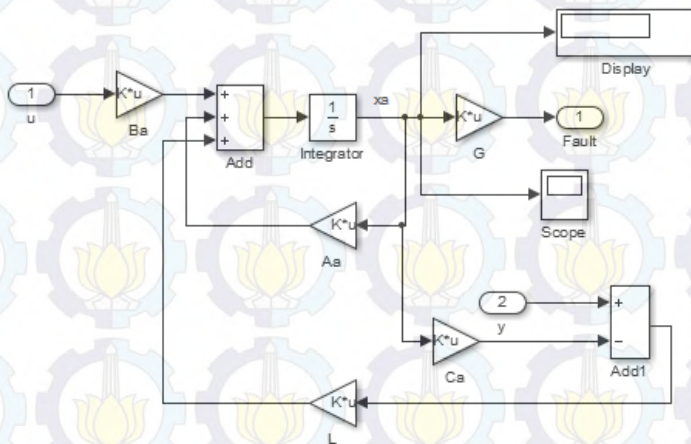 Display
1
u
K*u
Ba
+
+
+
Add
1
s
Integrator
xa
K*u
G
1
Fault
Scope
K*u
Aa
2
y
K*u
Ca
+
−
Add1
K*u
L